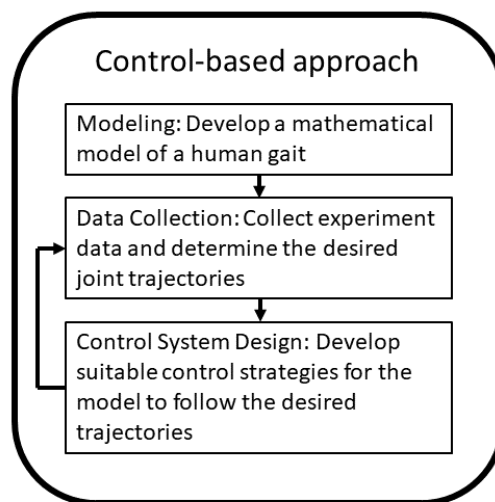 Control-based approach
Modeling: Develop a mathematical
model of a human gait
Data Collection: Collect experiment
data and determine the desired
joint trajectories
Control System Design: Develop
suitable control strategies for the
model to follow the desired
trajectories